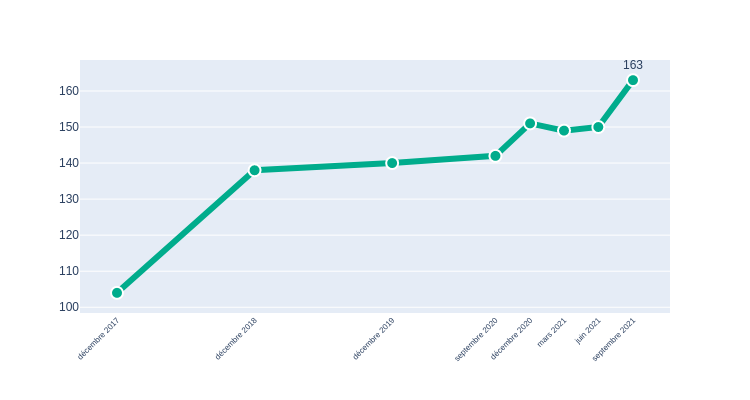 163
160
150
140
130
120
110
100
décembre 2017
décembre 2018
décembre 2019
septembre 2020
décembre 2020
mars 2021
juin 2021
septembre 2021